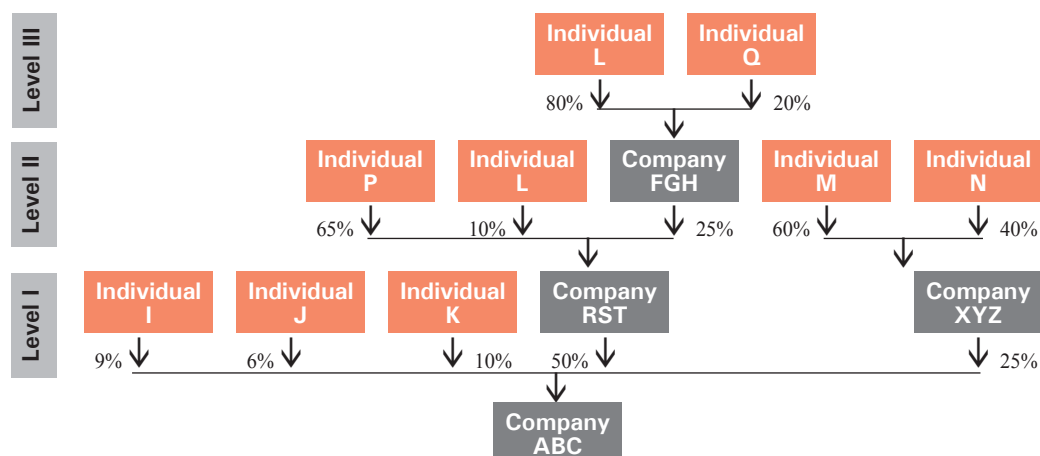 Level III
Individual
L
Individual
Q
80%
20%
Level II
Individual
P
Individual
L
Company
FGH
Individual
M
Individual
N
65%
10%
25%
60%
40%
Level I
Individual
I
Individual
J
Individual
K
Company
RST
Company
XYZ
9%
6%
10%
50%
25%
Company
ABC